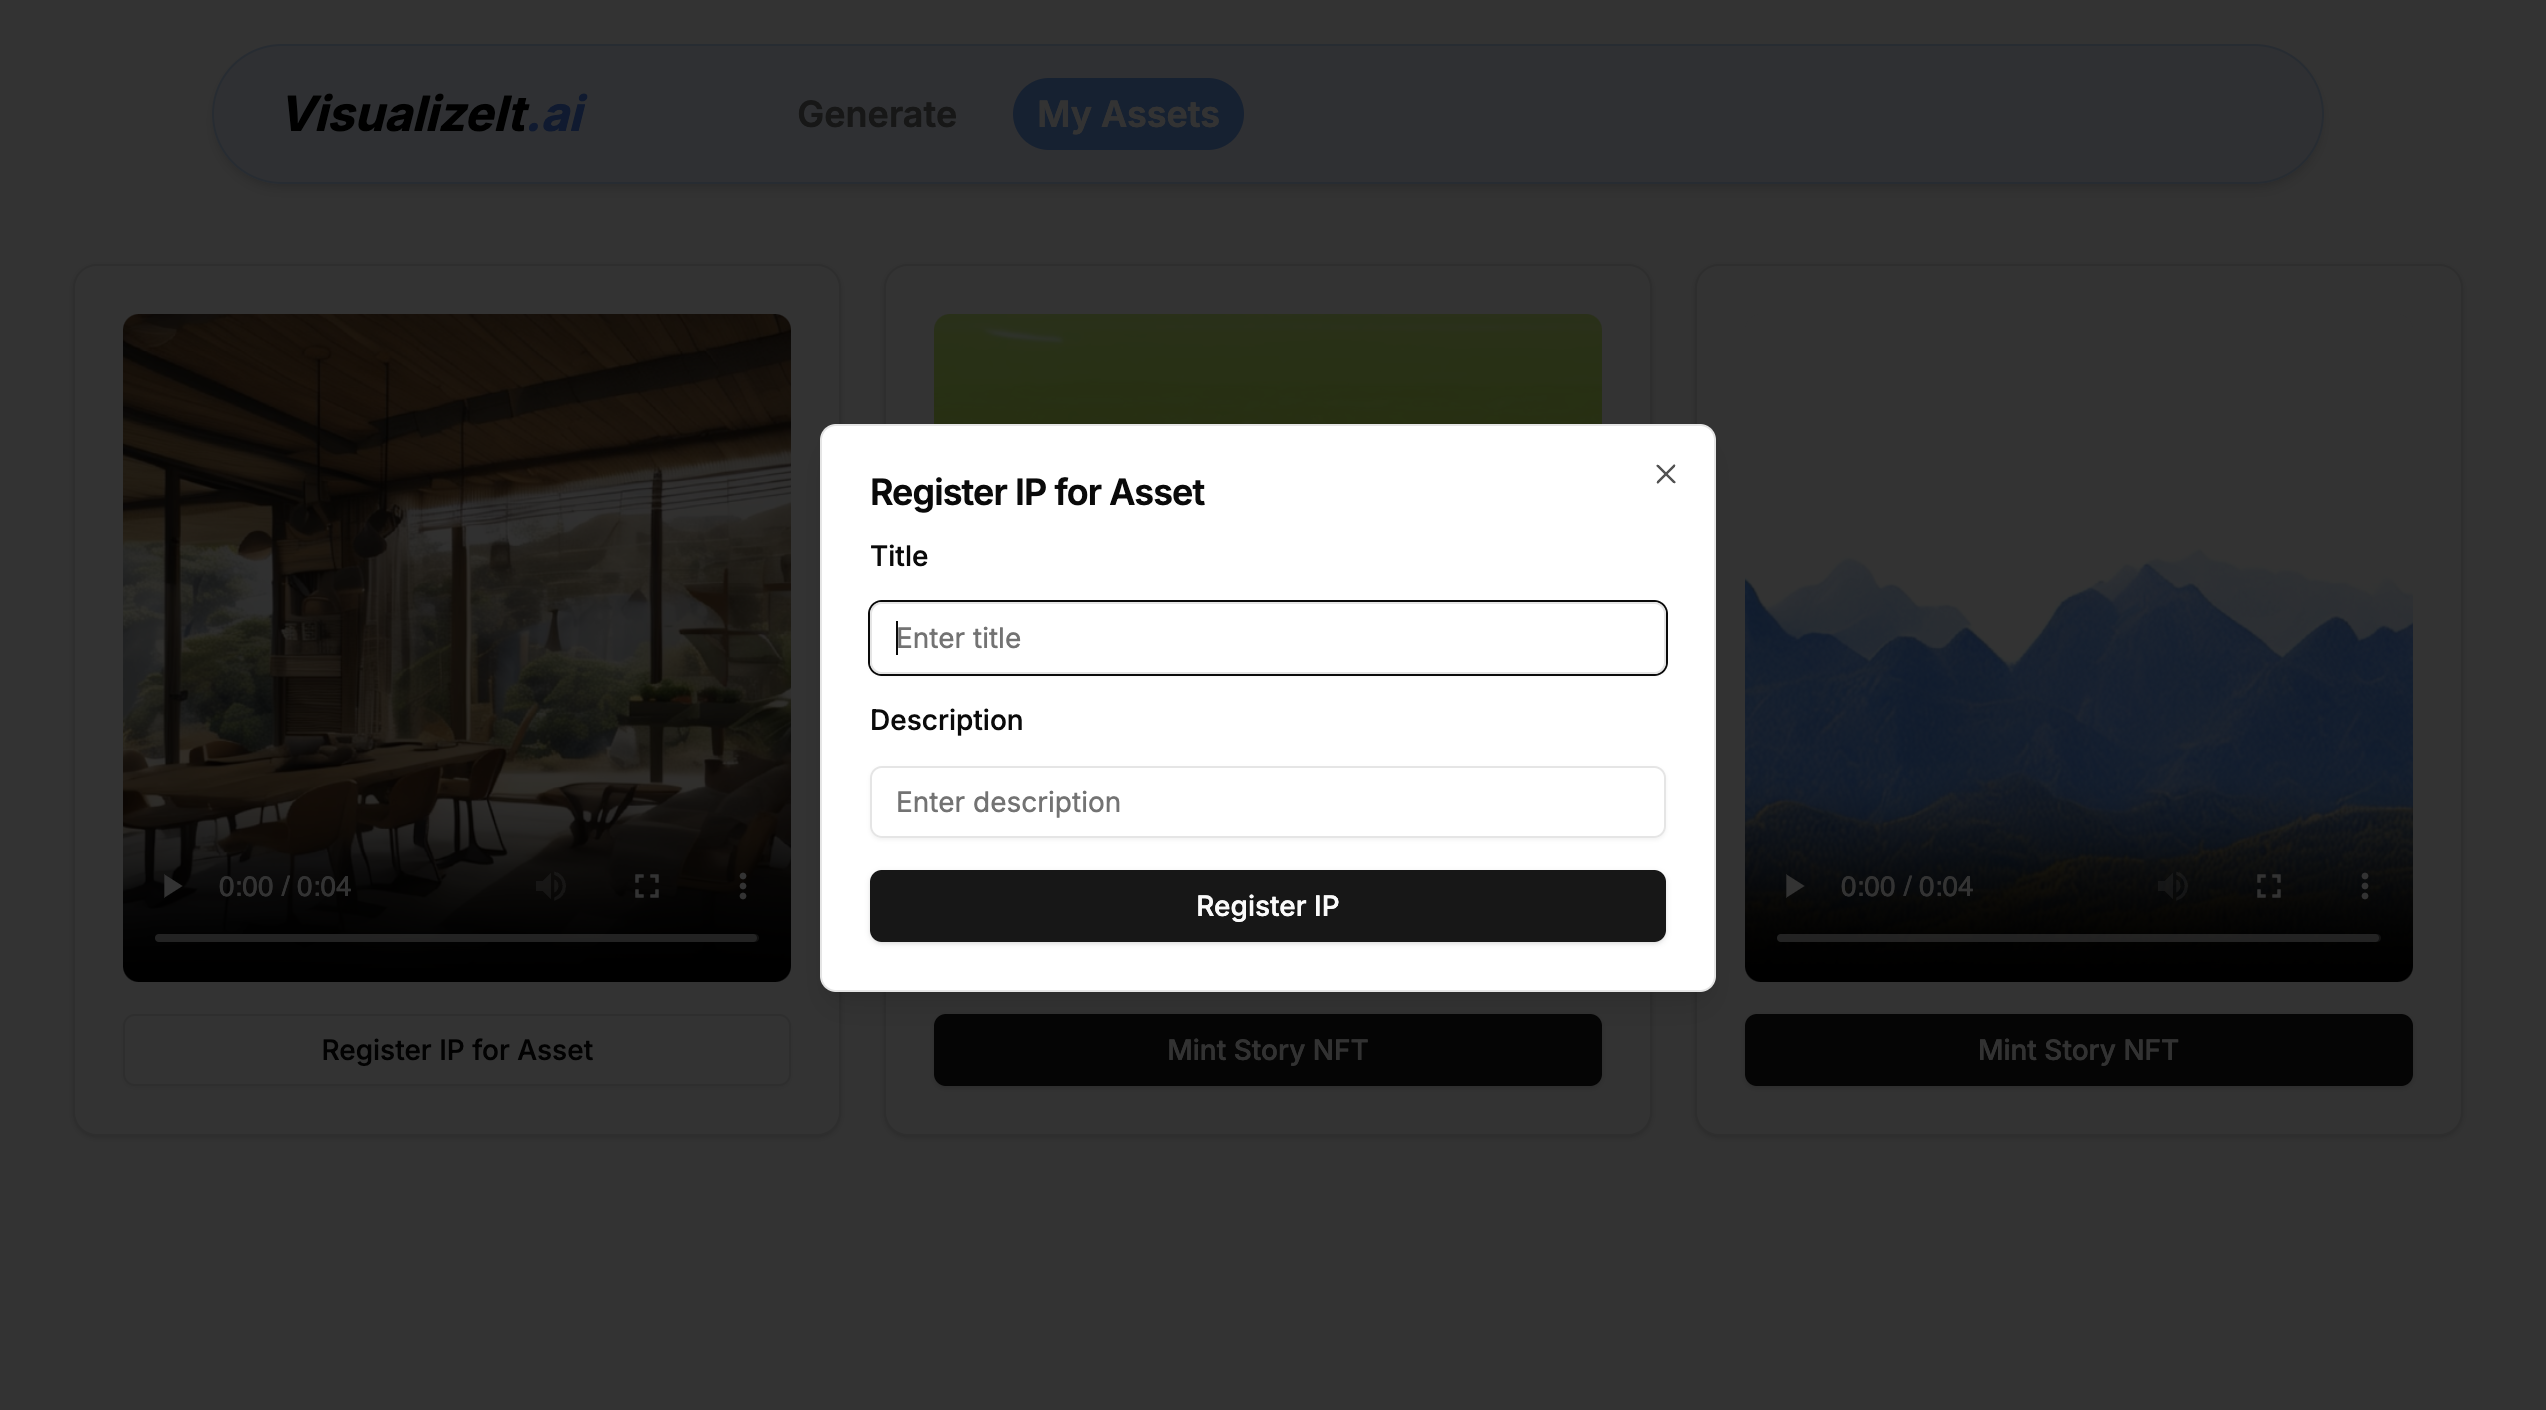 VisualizeIt.ai
Generate
My Assets
Register IP for Asset
Title
Enter title
Description
Enter description
Register IP
0:00 / 0:04
0:00 / 0:04
Register IP for Asset
Mint Story NFT
Mint Story NFT